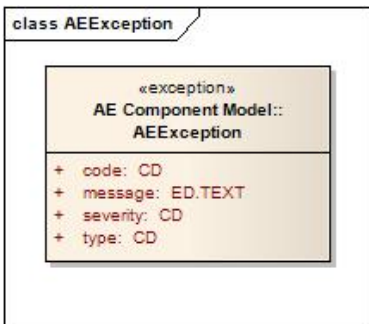 class AEException
«exception»
AE Component Model::
AEException
+ code: CD
+ message: ED.TEXT
+ severity: CD
+ type: CD